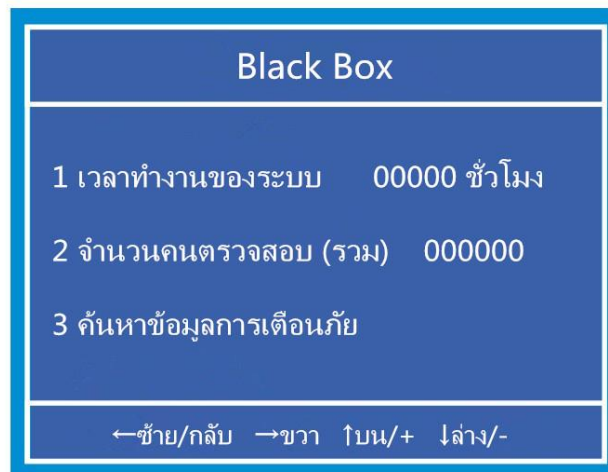 Black Box
1 เวลาทำงานของระบบ 00000 ชั่วโมง
2 จำนวนคนตรวจสอบ (รวม) 000000
3 ค้นหาข้อมูลการเตือนภัย
←ซ้าย/กลับ →ขวา ↑บน/+ ↓ล่าง/-